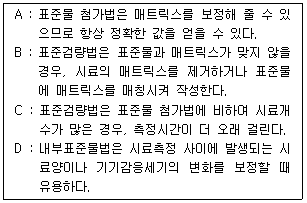 A : 표준물 첨가법은 매트릭스를 보정해 줄 수 있
으므로 항상 정확한 값을 얻을 수 있다.
B : 표준검량법은 표준물과 매트릭스가 맞지 않을
경우, 시료의 매트릭스를 제거하거나 표준물
에 매트릭스를 매칭시켜 작성한다.
C : 표준검량법은 표준물 첨가법에 비하여 시료개
수가 많은 경우, 측정시간이 더 오래 걸린다.
D : 내부표준물법은 시료측정 사이에 발생되는 시
료양이나 기기감응세기의 변화를 보정할 때
유용하다.